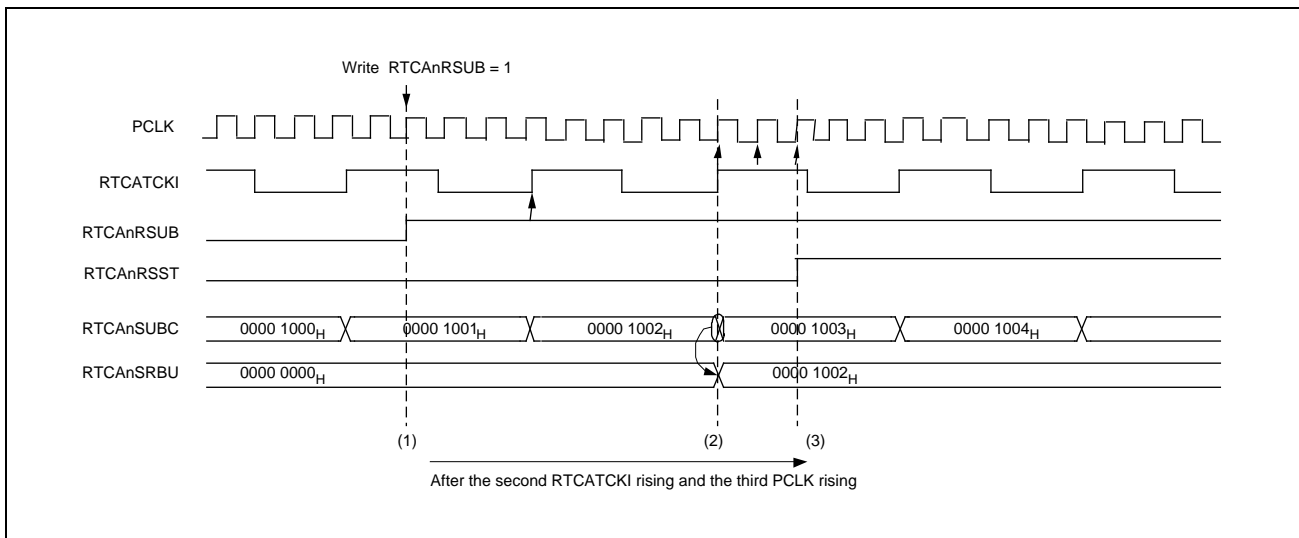 Write RTCAnRSUB = 1
PCLK
RTCATCKI
RTCAnRSUB
RTCAnRSST
RTCAnSUBC 0000 1000H 0000 1001H 0000 1002H 0000 1003H 0000 1004H
RTCAnSRBU 0000 0000H 0000 1002H
(1) (2) (3)
After the second RTCATCKI rising and the third PCLK rising